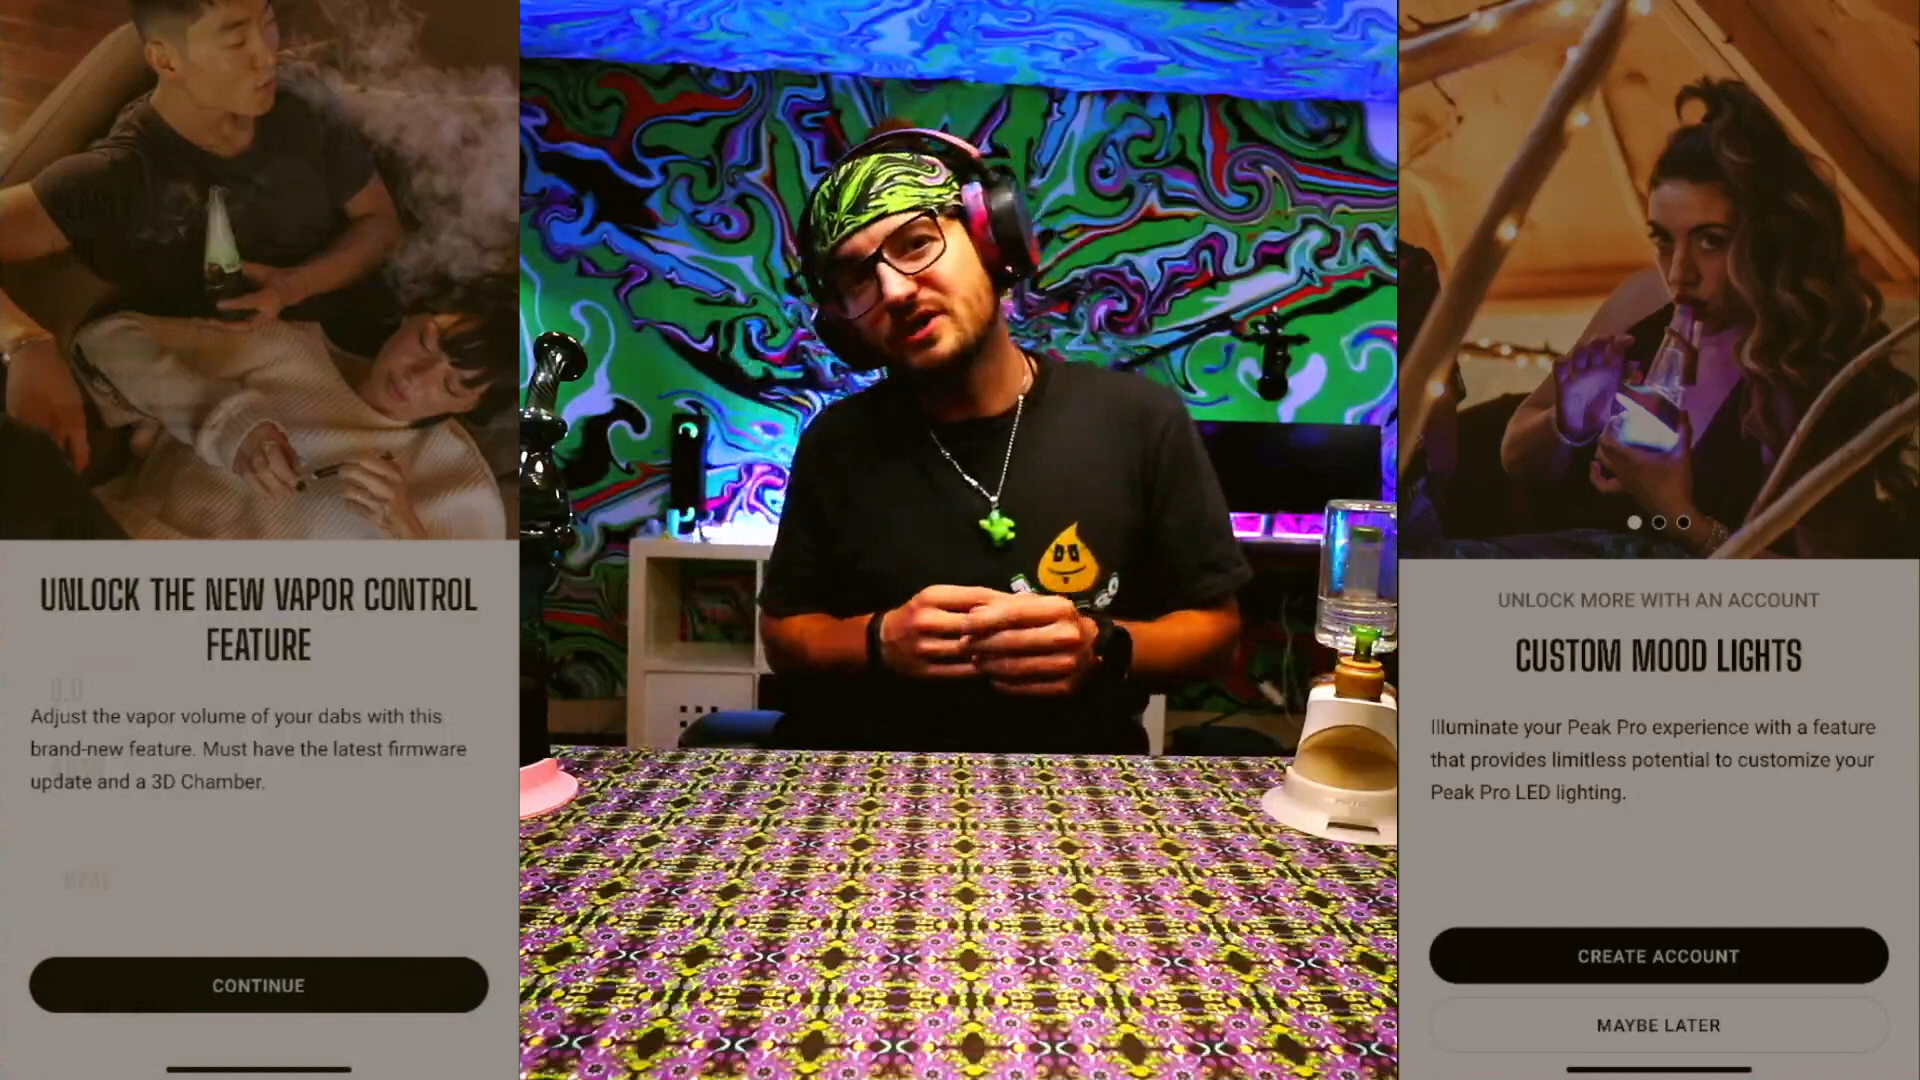 UNLOCK THE NEW VAPOR CONTROL
FEATURE
Adjust the vapor volume of your dabs with this
brand-new feature. Must have the latest firmware
update and a 3D Chamber.
CONTINUE
UNLOCK MORE WITH AN ACCOUNT
CUSTOM MOOD LIGHTS
Illuminate your Peak Pro experience with a feature
that provides limitless potential to customize your
Peak Pro LED lighting.
CREATE ACCOUNT
MAYBE LATER